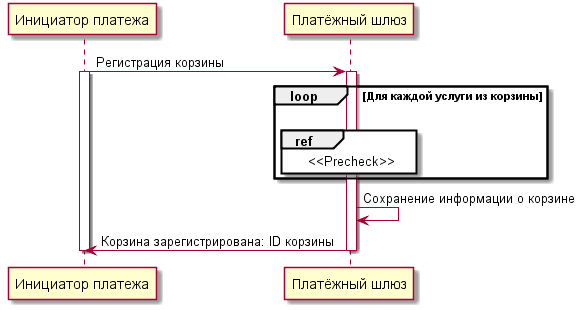 Инициатор платежа
Платёжный шлюз
Регистрация корзины
loop
[Для каждой услуги из корзины]
ref
<<Precheck>>
Сохранение информации о корзине
Корзина зарегистрирована: ID корзины
Инициатор платежа
Платёжный шлюз